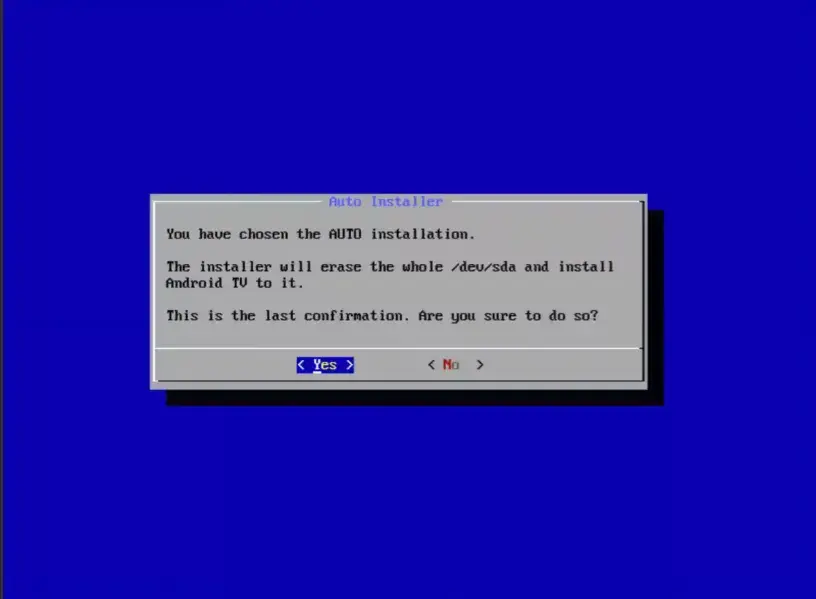 Auto Installer
You have chosen the AUTO installation.
The installer will erase the whole /dev/sda and install
Android TV to it.
This is the last confirmation. Are you sure to do so?
< Yes > < No >